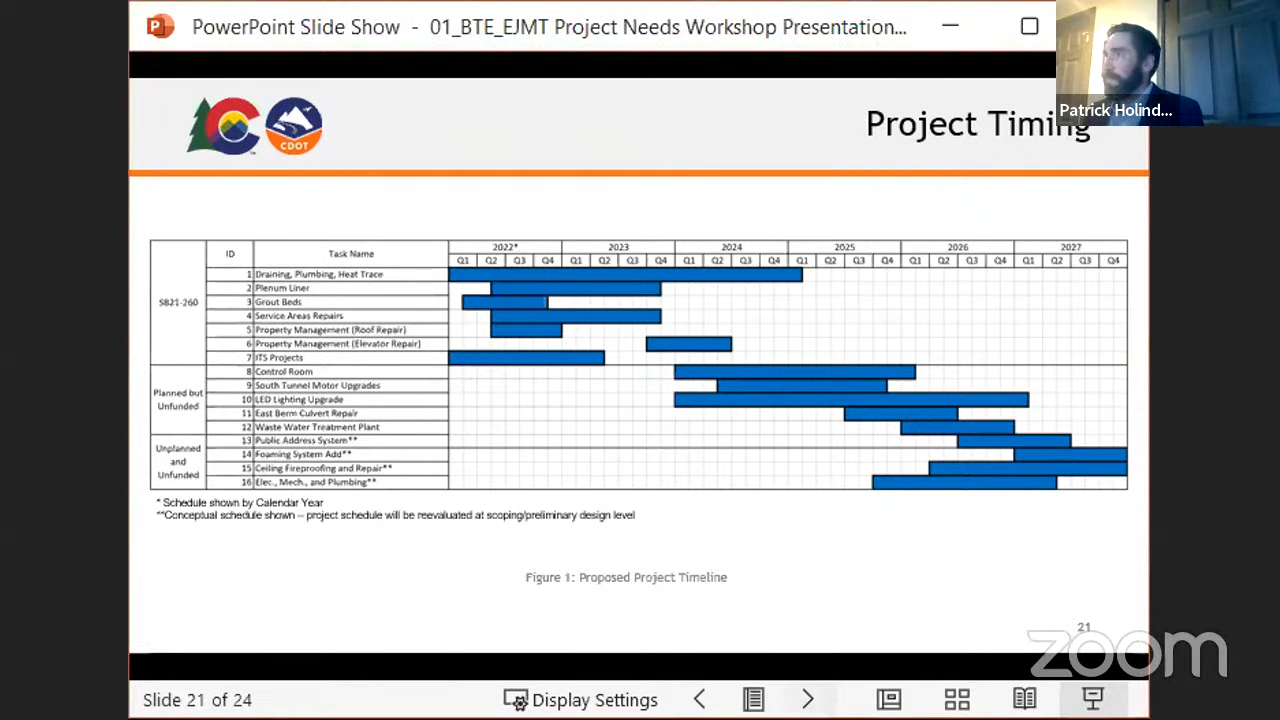 PowerPoint Slide Show - 01_BTE_EJMT Project Needs Workshop Presentation...
Patrick Holind...
CDOT
Project Timing
ID Task Name 2022* 2023 2024 2025 2026 2027
Q1 Q2 Q3 Q4 Q1 Q2 Q3 Q4 Q1 Q2 Q3 Q4 Q1 Q2 Q3 Q4 Q1 Q2 Q3 Q4 Q1 Q2 Q3 Q4
SB21-260
1 Draining, Plumbing, Heat Trace
2 Plenum Liner
3 Grout Beds
4 Service Areas Repairs
5 Property Management (Roof Repair)
6 Property Management (Elevator Repair)
7 ITS Projects
Planned but
Unfunded
8 Control Room
9 South Tunnel Motor Upgrades
10 LED Lighting Upgrade
11 East Berm Culvert Repair
12 Waste Water Treatment Plant
Unplanned
and
Unfunded
13 Public Address System**
14 Foaming System Add**
15 Ceiling Fireproofing and Repair**
16 Elec., Mech., and Plumbing**
* Schedule shown by Calendar Year
**Conceptual schedule shown – project schedule will be reevaluated at scoping/preliminary design level
Figure 1: Proposed Project Timeline
21
zoom
Slide 21 of 24
Display Settings